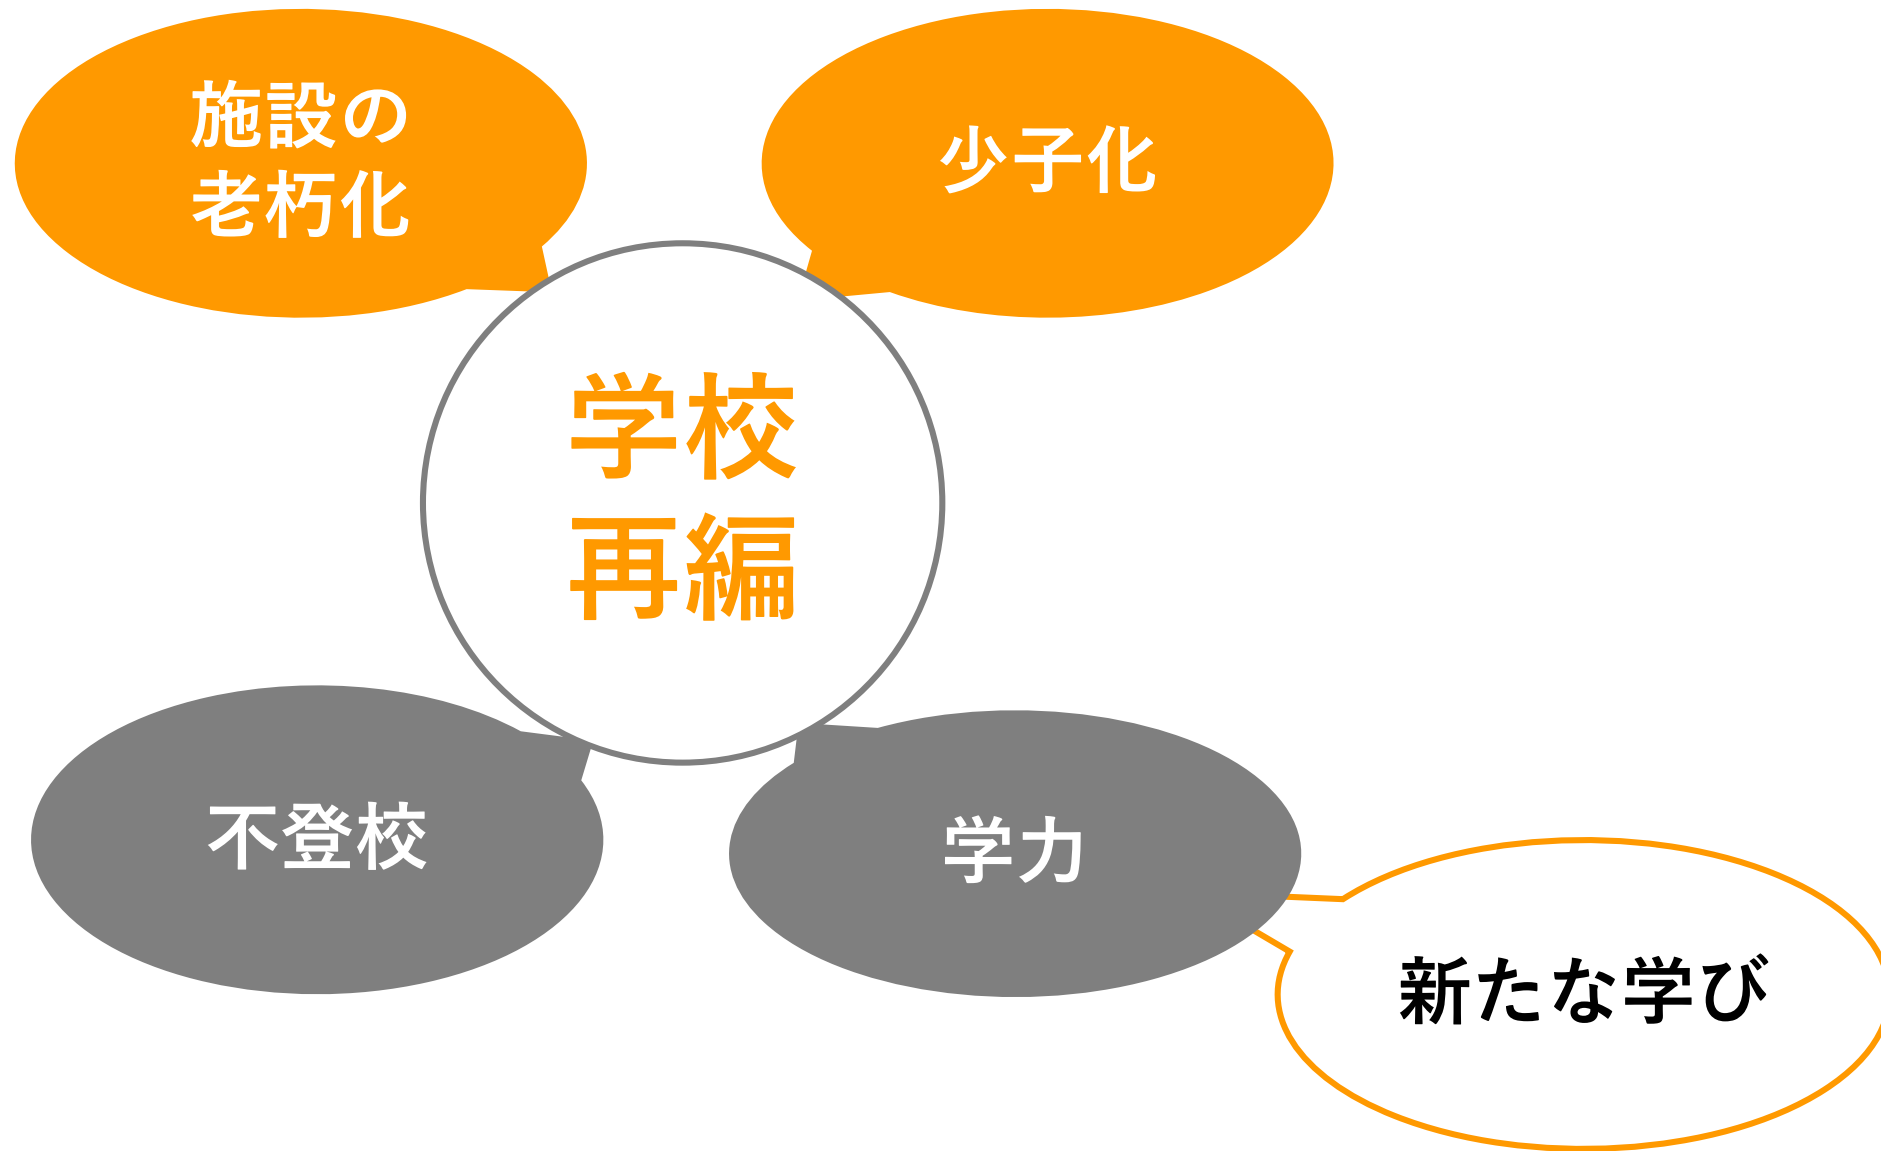 施設の
老朽化
少子化
学校
再編
不登校
学力
新たな学び